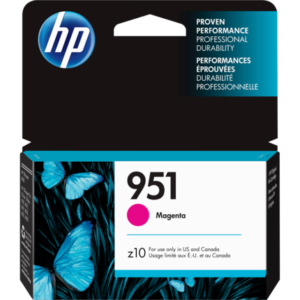 hp
PROVEN
PERFORMANCE
PROFESSIONAL
DURABILITY
PERFORMANCES
ÉPROUVÉES
DURABILITÉ
PROFESSIONNELLE
951
Magenta
z10
For use only in US and Canada
Usage limité aux E.U. et au Canada